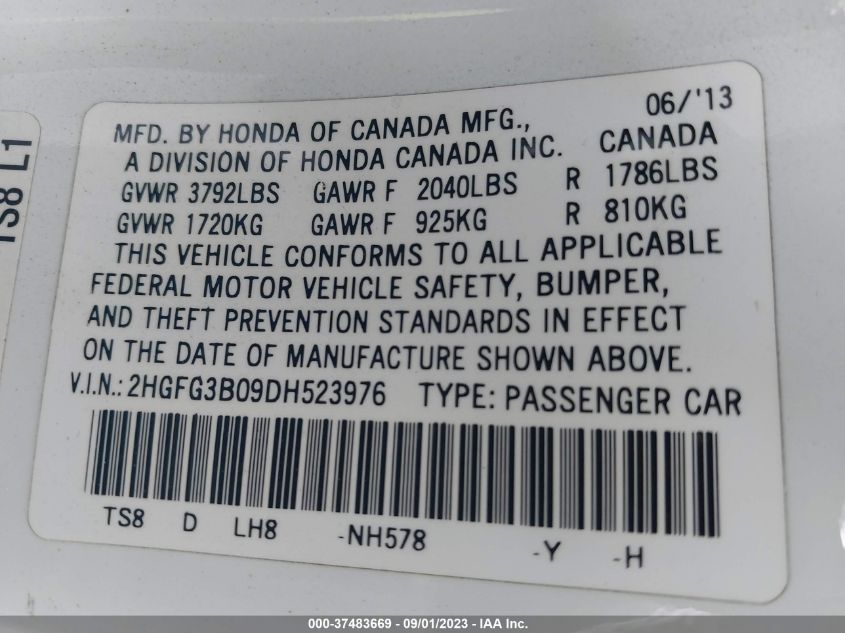 06/'13
MFD. BY HONDA OF CANADA MFG.,
A DIVISION OF HONDA CANADA INC. CANADA
GVWR 3792LBS GAWR F 2040LBS R 1786LBS
GVWR 1720KG GAWR F 925KG R 810KG
THIS VEHICLE CONFORMS TO ALL APPLICABLE
FEDERAL MOTOR VEHICLE SAFETY, BUMPER,
AND THEFT PREVENTION STANDARDS IN EFFECT
ON THE DATE OF MANUFACTURE SHOWN ABOVE.
V.I.N.: 2HGFG3B09DH523976 TYPE: PASSENGER CAR
TS8 D LH8 -NH578 -Y -H
TS8 L1
000-37483669 - 09/01/2023 - IAA Inc.